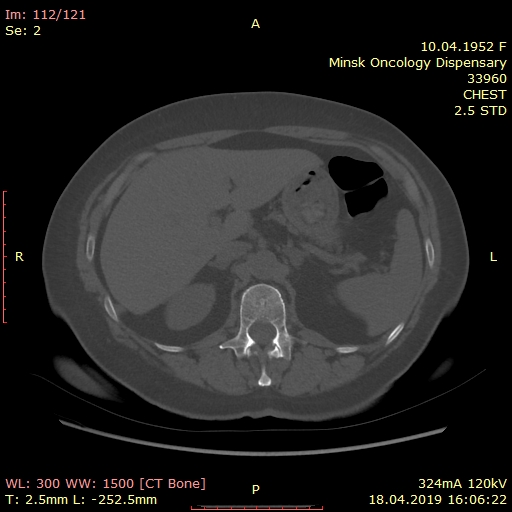 Im: 112/121
Se: 2
A
10.04.1952 F
Minsk Oncology Dispensary
33960
CHEST
2.5 STD
R
L
WL: 300 WW: 1500 [CT Bone]
T: 2.5mm L: -252.5mm
P
324mA 120kV
18.04.2019 16:06:22